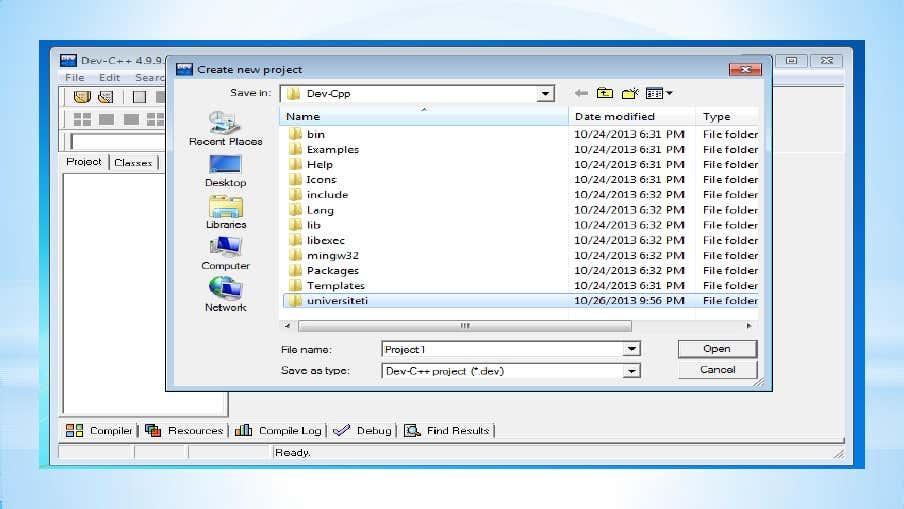 Dev-C++ 4.9.9.
Create new project
File Edit Searc
Save in: Dev-Cpp
Name Date modified Type
bin 10/24/2013 6:31 PM File folder
Examples 10/24/2013 6:31 PM File folder
Help 10/24/2013 6:31 PM File folder
Icons 10/24/2013 6:31 PM File folder
include 10/24/2013 6:32 PM File folder
Lang 10/24/2013 6:32 PM File folder
lib 10/24/2013 6:32 PM File folder
libexec 10/24/2013 6:32 PM File folder
mingw32 10/24/2013 6:32 PM File folder
Packages 10/24/2013 6:32 PM File folder
Templates 10/24/2013 6:31 PM File folder
universiteti 10/26/2013 9:56 PM File folder
Recent Places
Desktop
Libraries
Computer
Network
Project Classes
File name: Project1 Open
Save as type: Dev-C++ project (*.dev) Cancel
Compiler Resources Compile Log Debug Find Results
Ready.